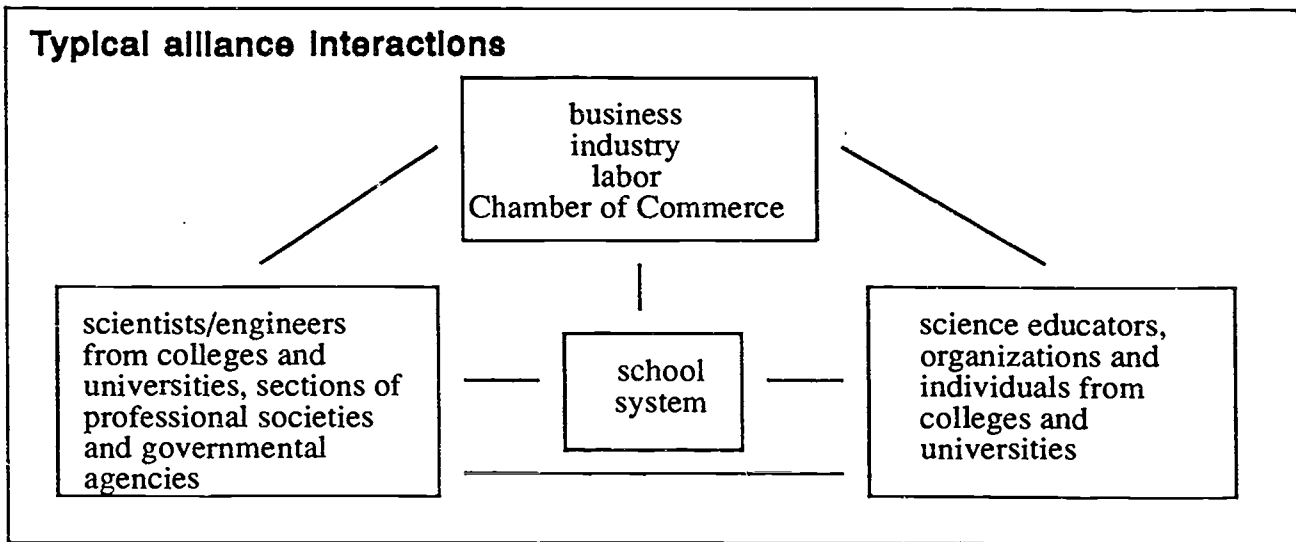 Typical alliance interactions
business
industry
labor
Chamber of Commerce
scientists/engineers
from colleges and
universities, sections of
professional societies
and governmental
agencies
school
system
science educators,
organizations and
individuals from
colleges and
universities